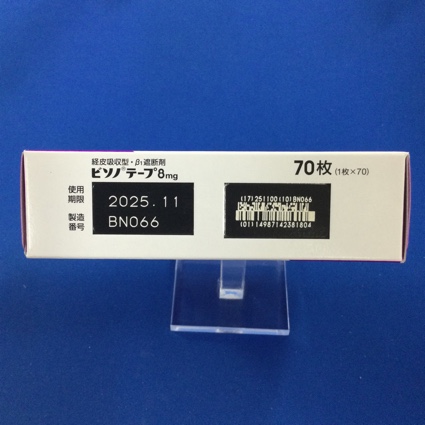 経皮吸収型・β1遮断剤
ビソノ®テープ8mg
70枚(1枚×70)
使用期限 2025.11
製造番号 BN066
(17)251100(10)BN066
(01)14987142381804